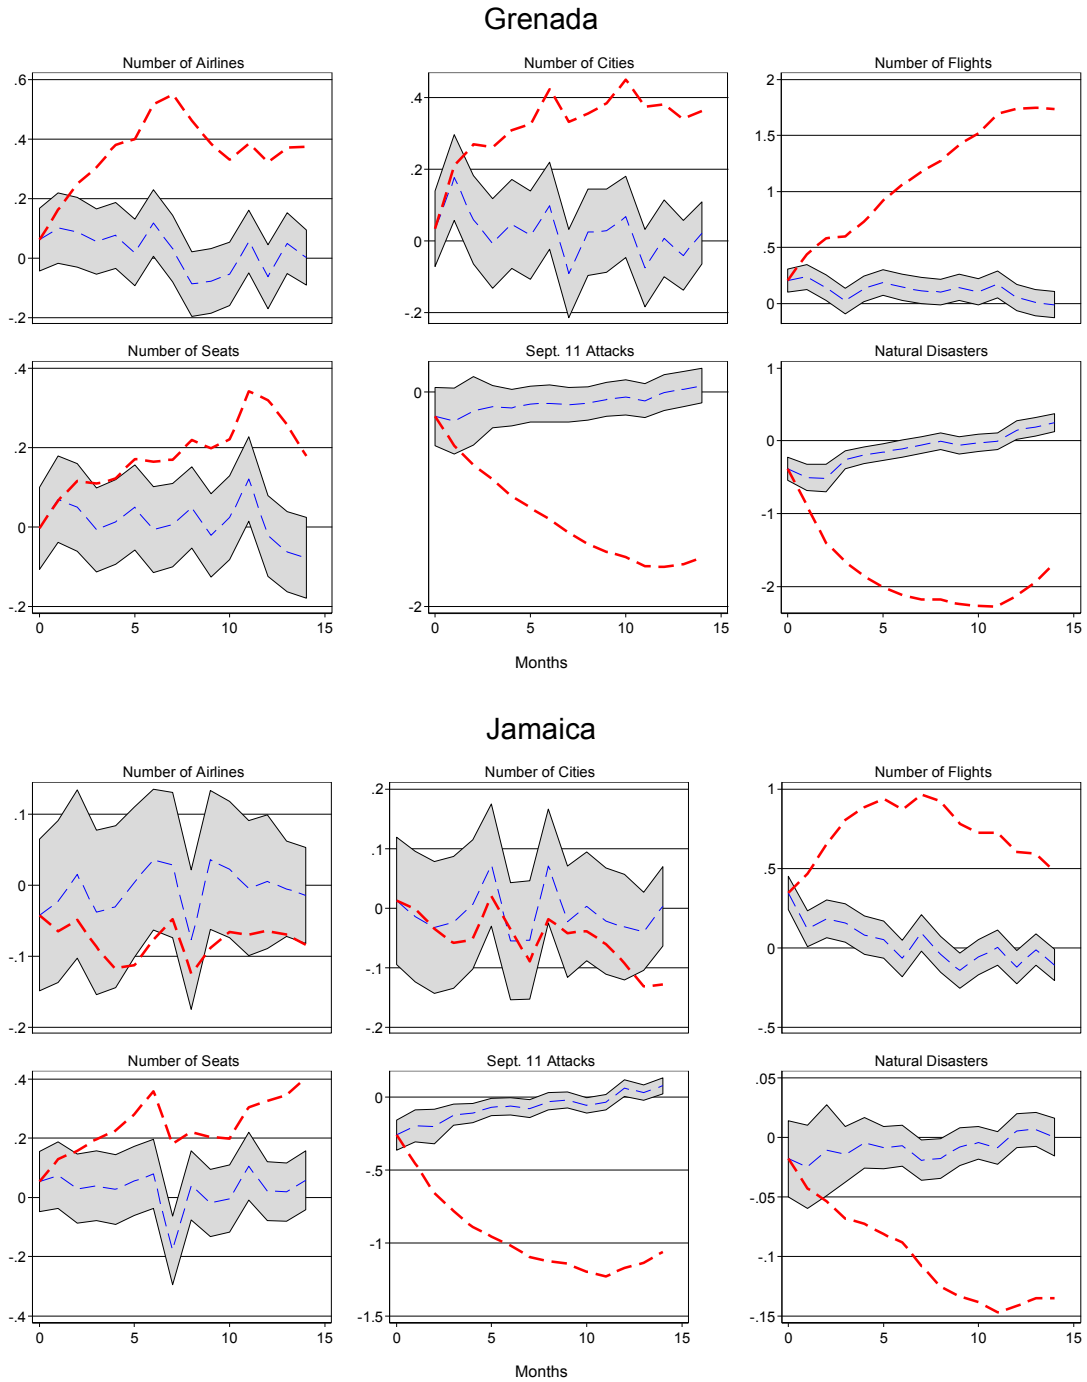 Grenada
Number of Airlines
Number of Cities
Number of Flights
.6
.4
.2
0
-.2
.4
.2
0
-.2
2
1.5
1
.5
0
Number of Seats
Sept. 11 Attacks
Natural Disasters
.4
.2
0
-.2
0
-2
1
0
-1
-2
0 5 10 15
0 5 10 15
0 5 10 15
Months
Jamaica
Number of Airlines
Number of Cities
Number of Flights
.1
0
-.1
-.2
.2
.1
0
-.1
-.2
1
.5
0
-.5
Number of Seats
Sept. 11 Attacks
Natural Disasters
.4
.2
0
-.2
-.4
0
-.5
-1
-1.5
.05
0
-.05
-.1
-.15
0 5 10 15
0 5 10 15
0 5 10 15
Months